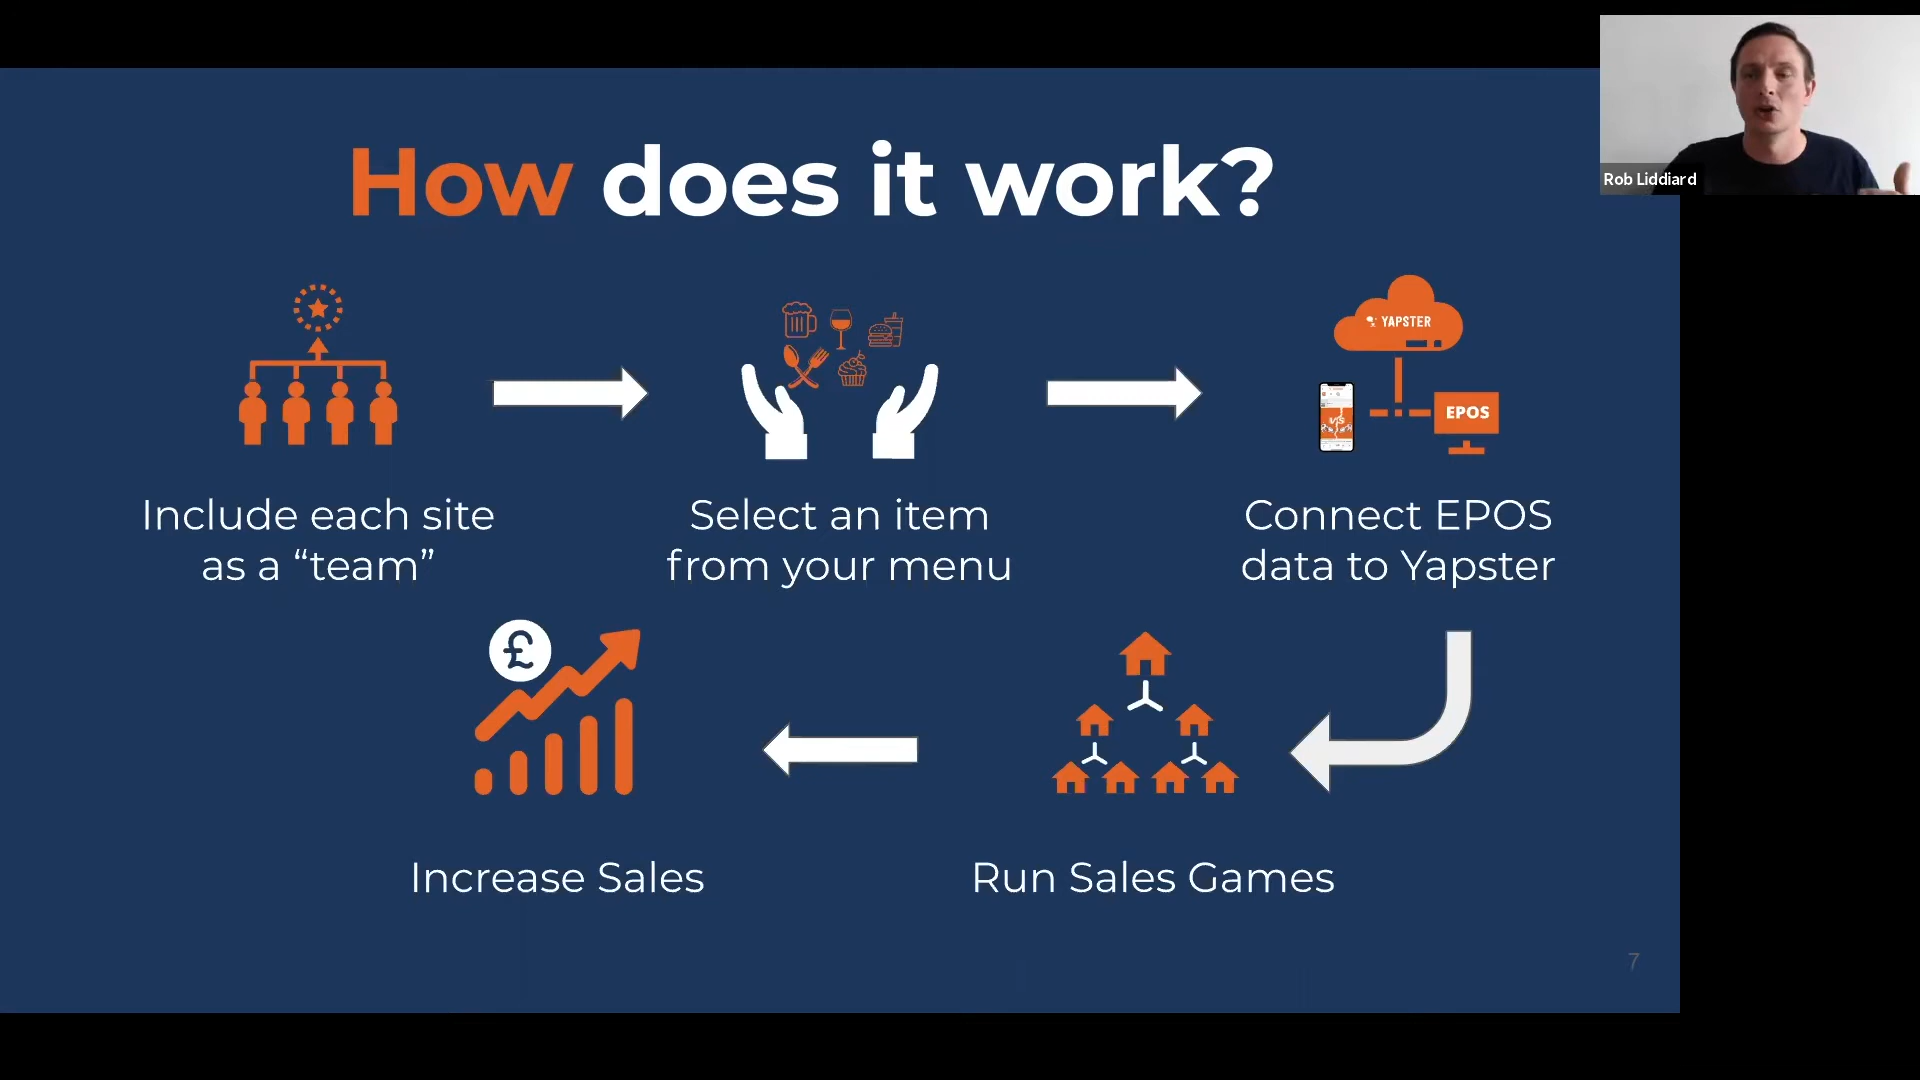 Rob Liddiard
How does it work?
YAPSTER
VS
EPOS
Include each site
as a “team”
Select an item
from your menu
Connect EPOS
data to Yapster
£
Increase Sales
Run Sales Games
7